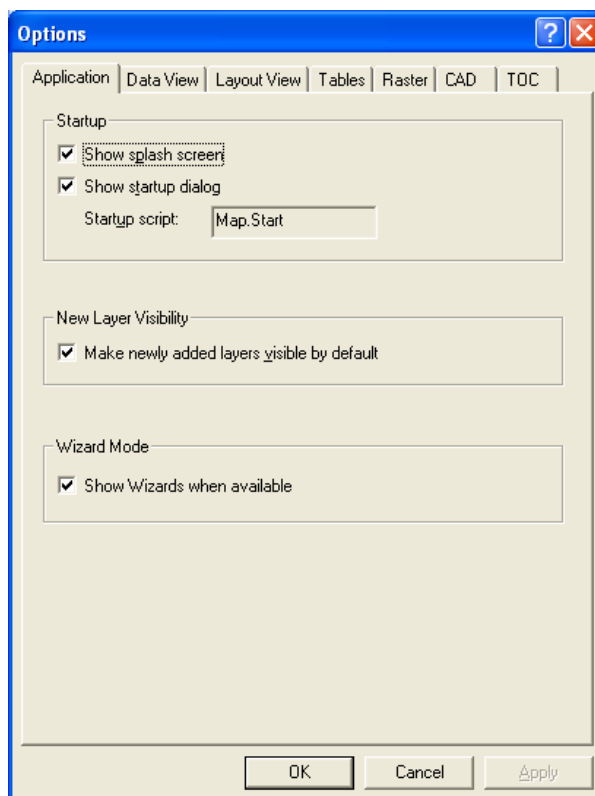 Options
Application Data View Layout View Tables Raster CAD TOC
Startup
Show splash screen
Show startup dialog
Startup script: Map.Start
New Layer Visibility
Make newly added layers visible by default
Wizard Mode
Show Wizards when available
OK Cancel Apply